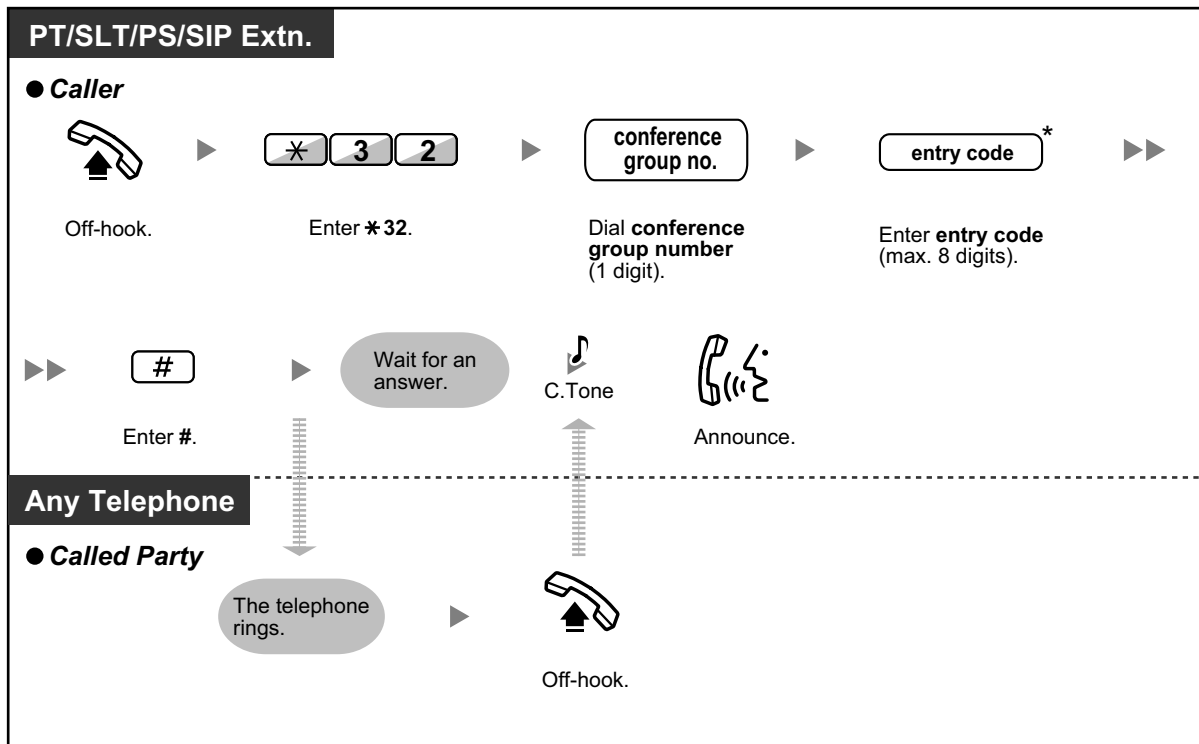 PT/SLT/PS/SIP Extn.
● Caller
* 3 2
conference
group no.
entry code*
Off-hook.
Enter *32.
Dial conference
group number
(1 digit).
Enter entry code
(max. 8 digits).
#
Wait for an
answer.
C.Tone
Enter #.
Announce.
Any Telephone
● Called Party
The telephone
rings.
Off-hook.